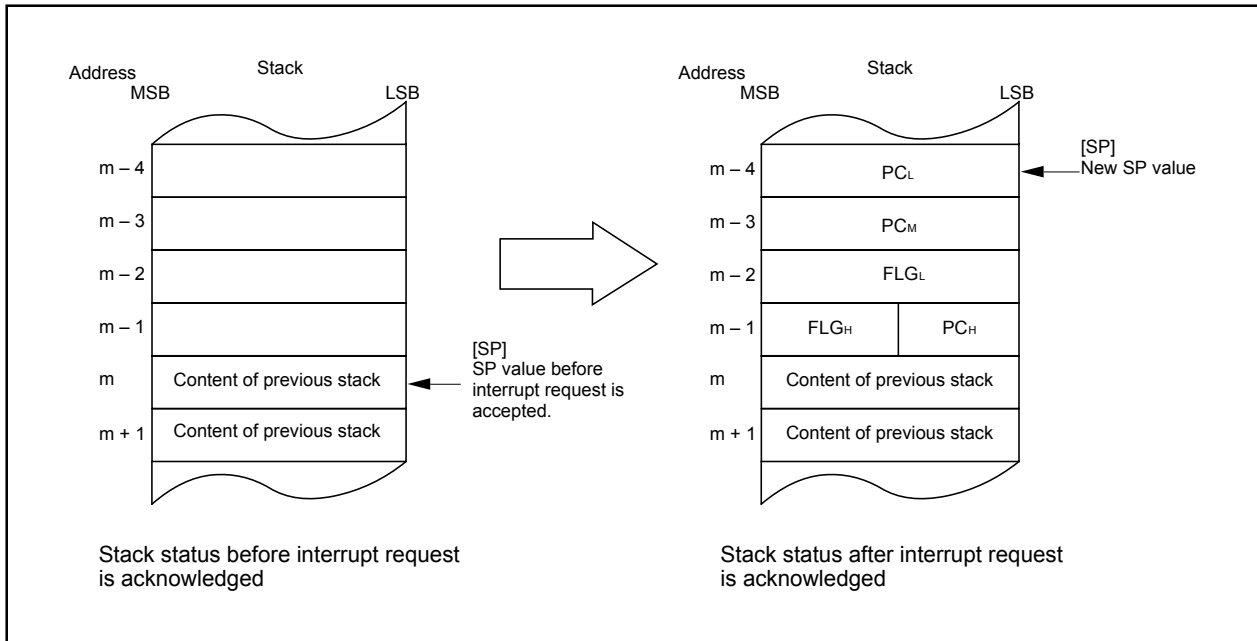 Address
Stack
MSB
LSB
m – 4
m – 3
m – 2
m – 1
m
Content of previous stack
m + 1
Content of previous stack
[SP]
SP value before
interrupt request is
accepted.
Stack status before interrupt request
is acknowledged
Address
Stack
MSB
LSB
m – 4
PCL
[SP]
New SP value
m – 3
PCM
m – 2
FLGL
m – 1
FLGH
PCH
m
Content of previous stack
m + 1
Content of previous stack
Stack status after interrupt request
is acknowledged